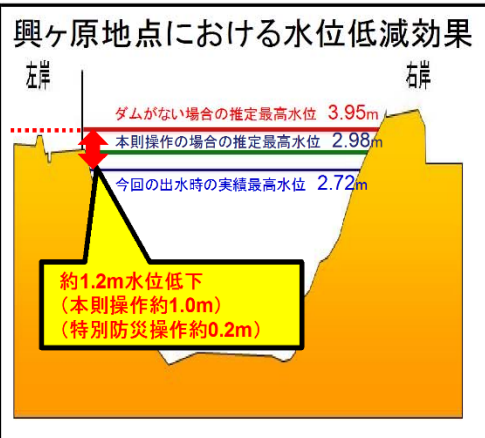 興ヶ原地点における水位低減効果
左岸
右岸
ダムがない場合の推定最高水位 3.95m
本則操作の場合の推定最高水位 2.98m
今回の出水時の実績最高水位 2.72m
約1.2m水位低下
（本則操作約1.0m）
（特別防災操作約0.2m）